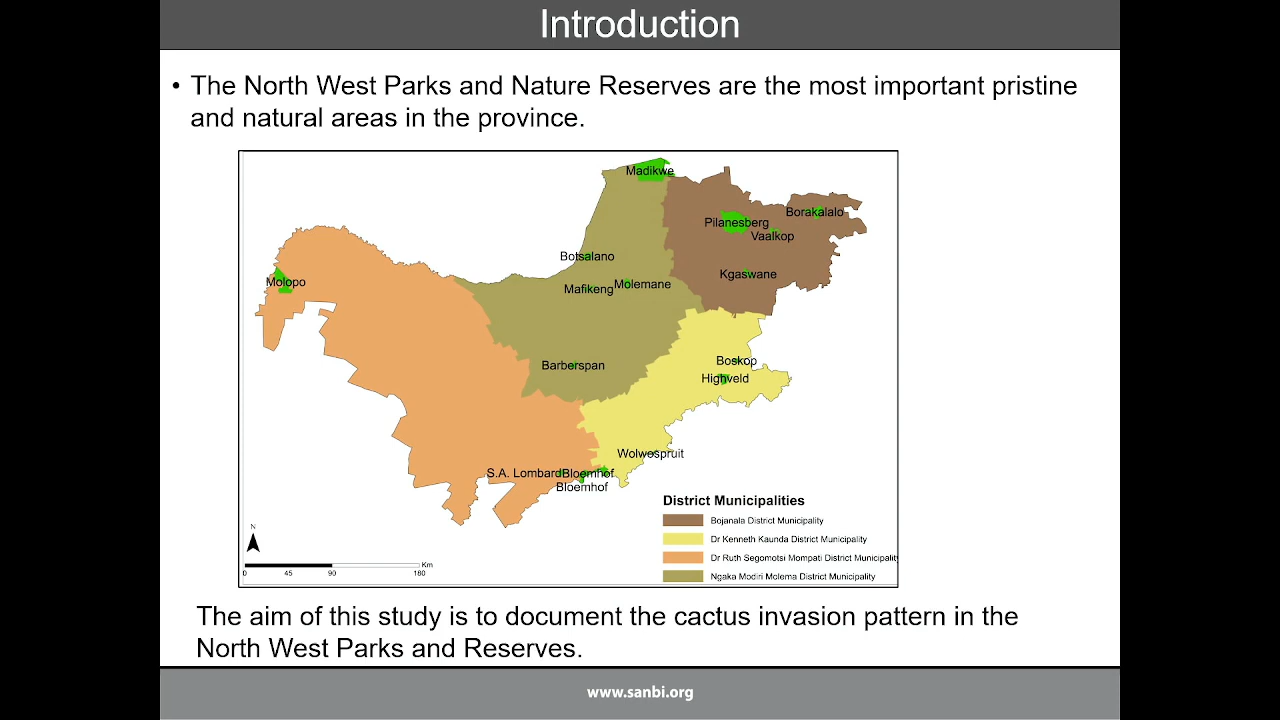 Introduction
• The North West Parks and Nature Reserves are the most important pristine
and natural areas in the province.
Madikwe
Borakalalo
Pilanesberg
Vaalkop
Botsalano
Kgaswane
Molopo
Molemane
Mafikeng
Boskop
Barberspan
Highveld
Wolwespruit
S.A. Lombard
Bloemhof
Bloemhof
District Municipalities
Bojanala District Municipality
Dr Kenneth Kaunda District Municipality
Dr Ruth Segomotsi Mompati District Municipality
Ngaka Modiri Molema District Municipality
N
Km
0 45 90 180
The aim of this study is to document the cactus invasion pattern in the
North West Parks and Reserves.
www.sanbi.org